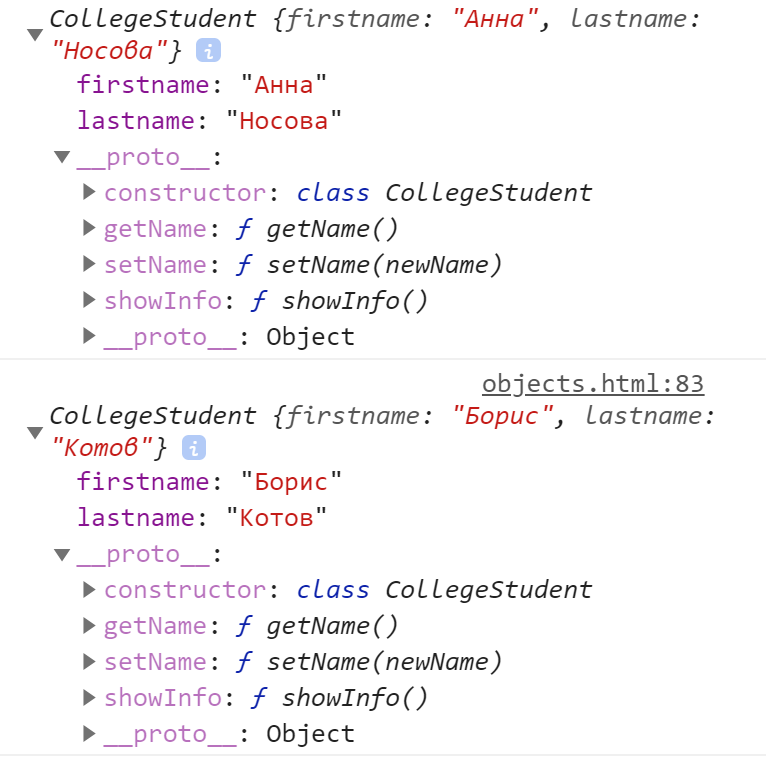 CollegeStudent {firstname: "Анна", lastname:
"Носова"} i
firstname: "Анна"
lastname: "Носова"
__proto__:
constructor: class CollegeStudent
getName: ƒ getName()
setName: ƒ setName(newName)
showInfo: ƒ showInfo()
__proto__: Object
objects.html:83
CollegeStudent {firstname: "Борис", lastname:
"Котов"} i
firstname: "Борис"
lastname: "Котов"
__proto__:
constructor: class CollegeStudent
getName: ƒ getName()
setName: ƒ setName(newName)
showInfo: ƒ showInfo()
__proto__: Object